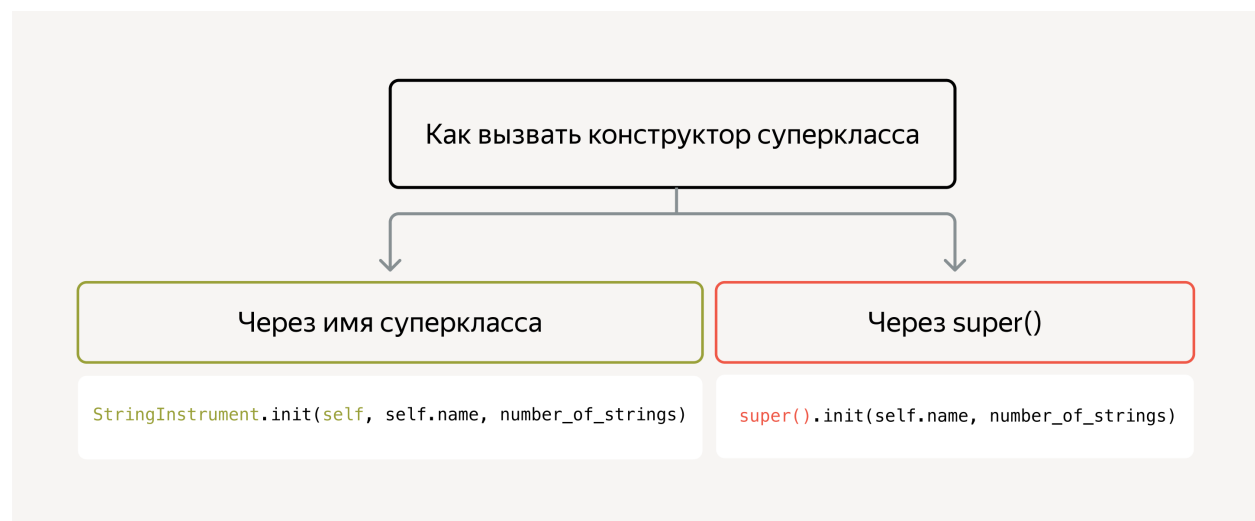 Как вызвать конструктор суперкласса
Через имя суперкласса
Через super()
StringInstrument.init(self, self.name, number_of_strings)
super().init(self.name, number_of_strings)